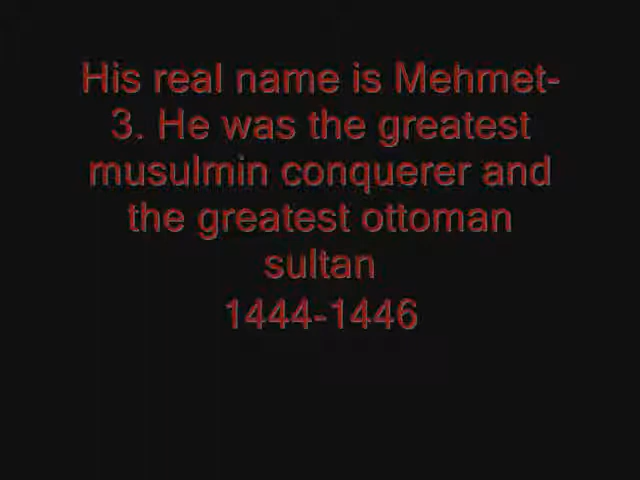 His real name is Mehmet-
3. He was the greatest
musulmin conquerer and
the greatest ottoman
sultan
1444-1446